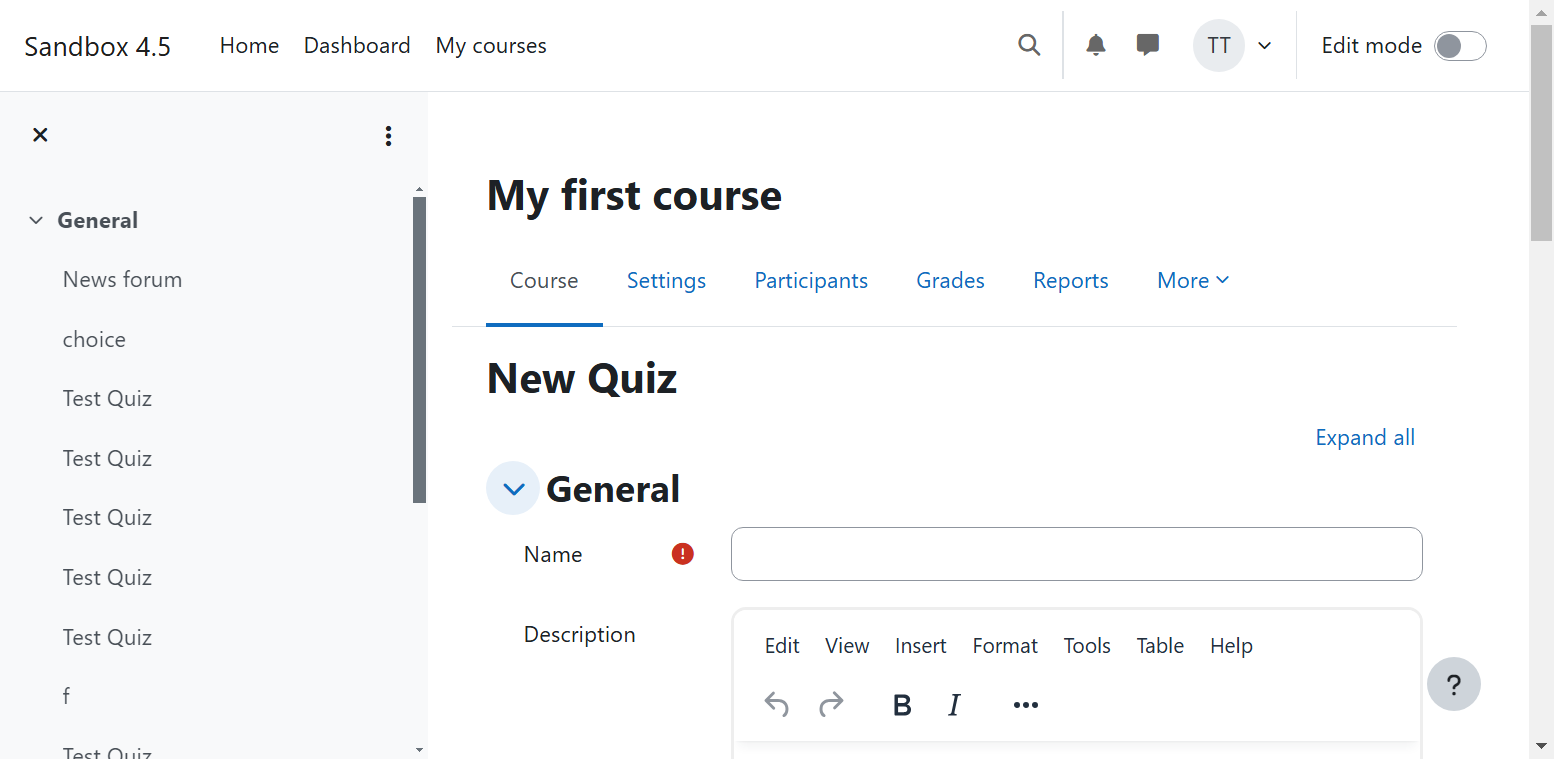 Sandbox 4.5 Home Dashboard My courses TT Edit mode
General
News forum
choice
Test Quiz
Test Quiz
Test Quiz
Test Quiz
Test Quiz
f
Test Quiz
My first course
Course Settings Participants Grades Reports More
New Quiz
Expand all
General
Name
Description
Edit View Insert Format Tools Table Help
B I
?